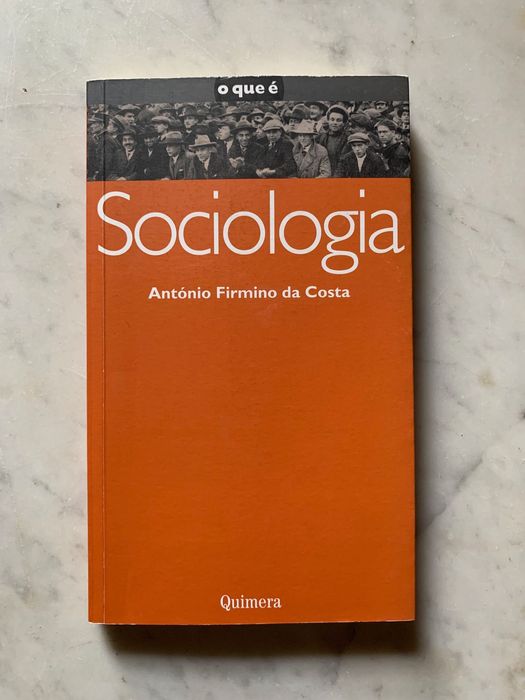 o que é
Sociologia
António Firmino da Costa
Quimera